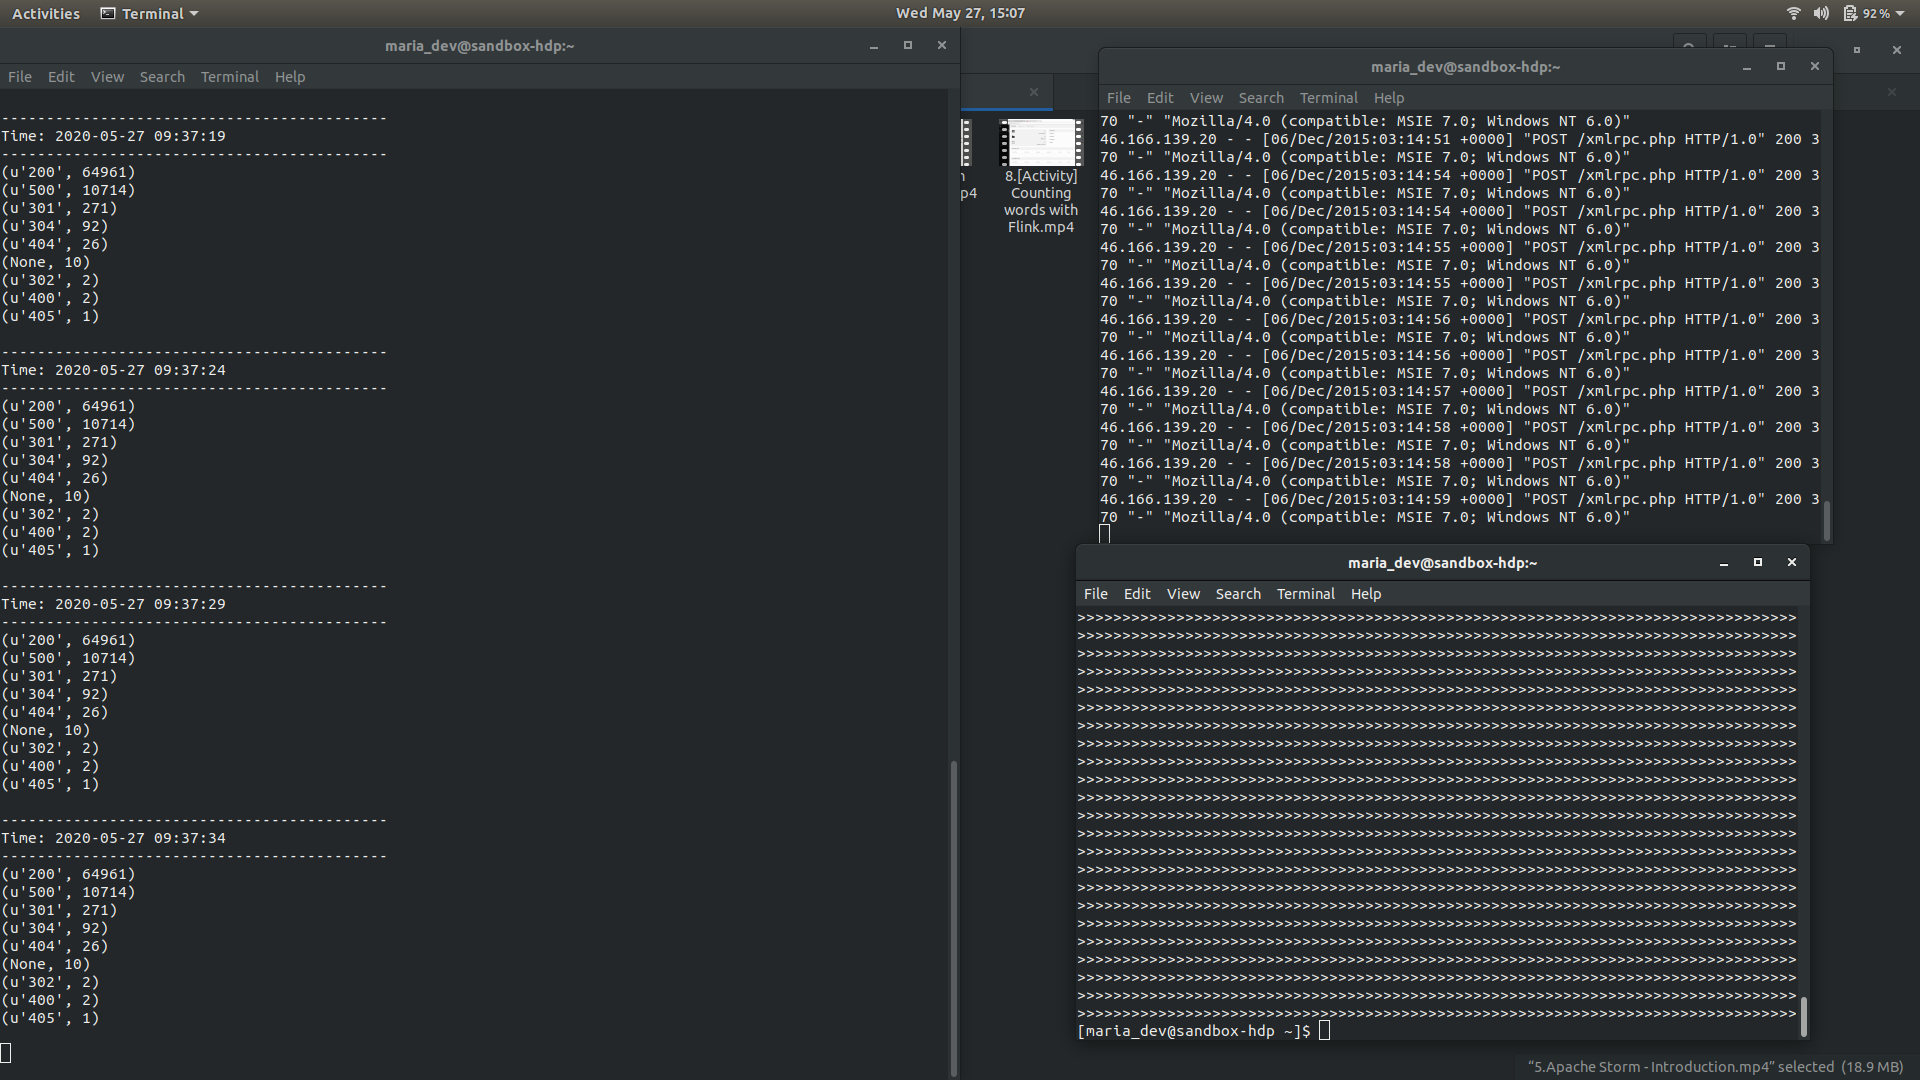 Activities Terminal Wed May 27, 15:07 92%
maria_dev@sandbox-hdp:~
File Edit View Search Terminal Help
-------------------------------------------
Time: 2020-05-27 09:37:19
-------------------------------------------
(u'200', 64961)
(u'500', 10714)
(u'301', 271)
(u'304', 92)
(u'404', 26)
(None, 10)
(u'302', 2)
(u'400', 2)
(u'405', 1)
-------------------------------------------
Time: 2020-05-27 09:37:24
-------------------------------------------
(u'200', 64961)
(u'500', 10714)
(u'301', 271)
(u'304', 92)
(u'404', 26)
(None, 10)
(u'302', 2)
(u'400', 2)
(u'405', 1)
-------------------------------------------
Time: 2020-05-27 09:37:29
-------------------------------------------
(u'200', 64961)
(u'500', 10714)
(u'301', 271)
(u'304', 92)
(u'404', 26)
(None, 10)
(u'302', 2)
(u'400', 2)
(u'405', 1)
-------------------------------------------
Time: 2020-05-27 09:37:34
-------------------------------------------
(u'200', 64961)
(u'500', 10714)
(u'301', 271)
(u'304', 92)
(u'404', 26)
(None, 10)
(u'302', 2)
(u'400', 2)
(u'405', 1)
8.[Activity]
Counting
words with
Flink.mp4
maria_dev@sandbox-hdp:~
File Edit View Search Terminal Help
70 "-" "Mozilla/4.0 (compatible: MSIE 7.0; Windows NT 6.0)"
46.166.139.20 - - [06/Dec/2015:03:14:51 +0000] "POST /xmlrpc.php HTTP/1.0" 200 3
70 "-" "Mozilla/4.0 (compatible: MSIE 7.0; Windows NT 6.0)"
46.166.139.20 - - [06/Dec/2015:03:14:54 +0000] "POST /xmlrpc.php HTTP/1.0" 200 3
70 "-" "Mozilla/4.0 (compatible: MSIE 7.0; Windows NT 6.0)"
46.166.139.20 - - [06/Dec/2015:03:14:54 +0000] "POST /xmlrpc.php HTTP/1.0" 200 3
70 "-" "Mozilla/4.0 (compatible: MSIE 7.0; Windows NT 6.0)"
46.166.139.20 - - [06/Dec/2015:03:14:55 +0000] "POST /xmlrpc.php HTTP/1.0" 200 3
70 "-" "Mozilla/4.0 (compatible: MSIE 7.0; Windows NT 6.0)"
46.166.139.20 - - [06/Dec/2015:03:14:55 +0000] "POST /xmlrpc.php HTTP/1.0" 200 3
70 "-" "Mozilla/4.0 (compatible: MSIE 7.0; Windows NT 6.0)"
46.166.139.20 - - [06/Dec/2015:03:14:56 +0000] "POST /xmlrpc.php HTTP/1.0" 200 3
70 "-" "Mozilla/4.0 (compatible: MSIE 7.0; Windows NT 6.0)"
46.166.139.20 - - [06/Dec/2015:03:14:56 +0000] "POST /xmlrpc.php HTTP/1.0" 200 3
70 "-" "Mozilla/4.0 (compatible: MSIE 7.0; Windows NT 6.0)"
46.166.139.20 - - [06/Dec/2015:03:14:57 +0000] "POST /xmlrpc.php HTTP/1.0" 200 3
70 "-" "Mozilla/4.0 (compatible: MSIE 7.0; Windows NT 6.0)"
46.166.139.20 - - [06/Dec/2015:03:14:58 +0000] "POST /xmlrpc.php HTTP/1.0" 200 3
70 "-" "Mozilla/4.0 (compatible: MSIE 7.0; Windows NT 6.0)"
46.166.139.20 - - [06/Dec/2015:03:14:58 +0000] "POST /xmlrpc.php HTTP/1.0" 200 3
70 "-" "Mozilla/4.0 (compatible: MSIE 7.0; Windows NT 6.0)"
46.166.139.20 - - [06/Dec/2015:03:14:59 +0000] "POST /xmlrpc.php HTTP/1.0" 200 3
70 "-" "Mozilla/4.0 (compatible: MSIE 7.0; Windows NT 6.0)"
maria_dev@sandbox-hdp:~
File Edit View Search Terminal Help
[maria_dev@sandbox-hdp ~]$
"5.Apache Storm - Introduction.mp4" selected (18.9 MB)